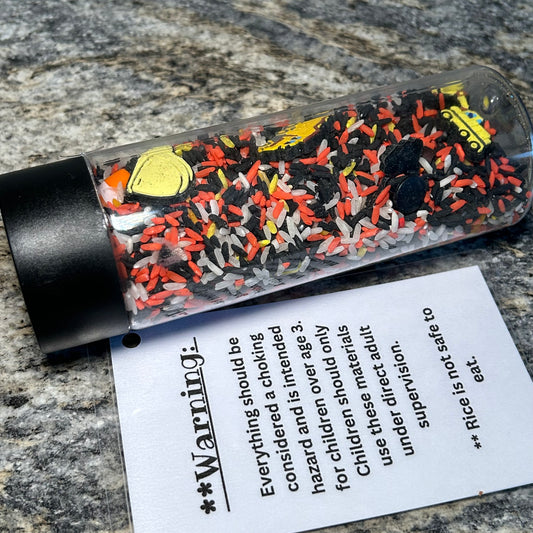 **Warning:
Everything should be
considered a choking
hazard and is intended
for children over age 3.
Children should only
use these materials
under direct adult
supervision.
** Rice is not safe to
eat.